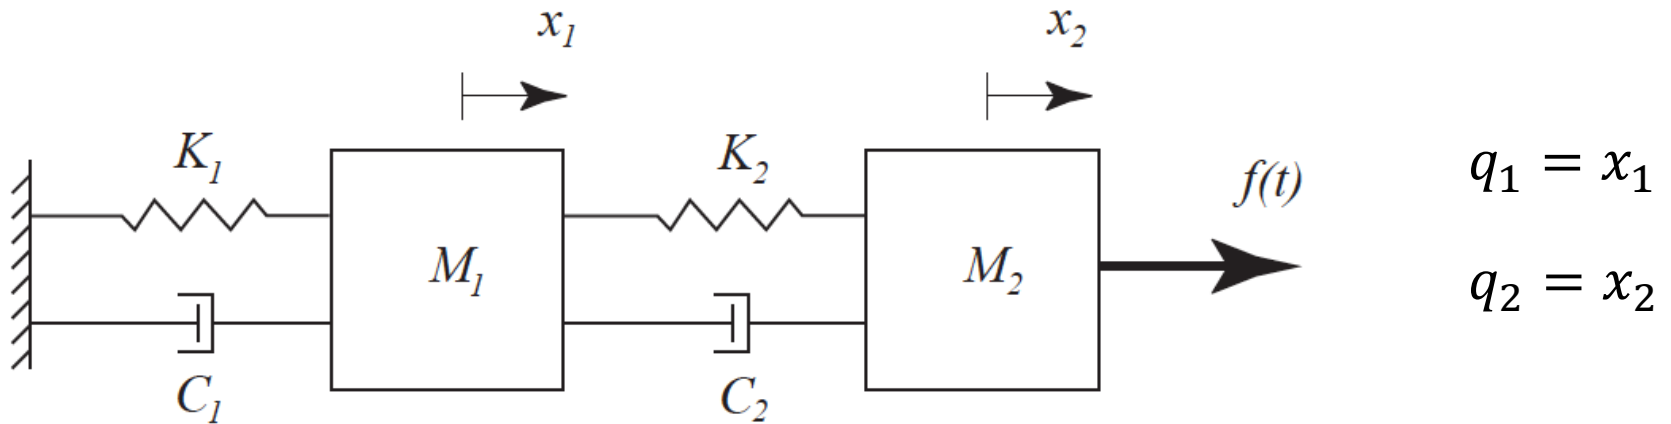 x₁ x₂
K₁ K₂
f(t)
q₁ = x₁
M₁ M₂
q₂ = x₂
C₁ C₂